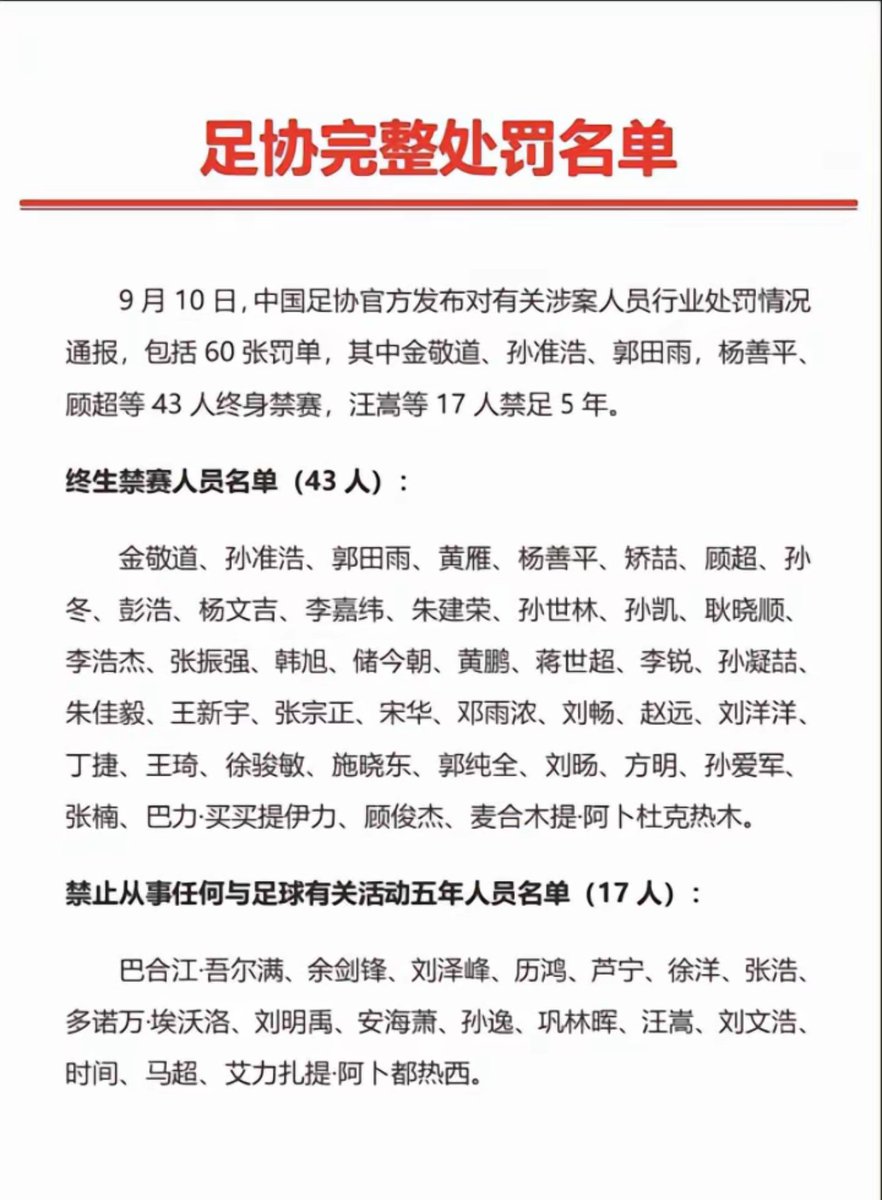 足协完整处罚名单
9 月 10 日，中国足协官方发布对有关涉案人员行业处罚情况
通报，包括 60 张罚单，其中金敬道、孙准浩、郭田雨，杨善平、
顾超等 43 人终身禁赛，汪嵩等 17 人禁足 5 年。
终生禁赛人员名单（43 人）：
金敬道、孙准浩、郭田雨、黄雁、杨善平、矫喆、顾超、孙
冬、彭浩、杨文吉、李嘉纬、朱建荣、孙世林、孙凯、耿晓顺、
李浩杰、张振强、韩旭、储今朝、黄鹏、蒋世超、李锐、孙凝喆、
朱佳毅、王新宇、张宗正、宋华、邓雨浓、刘畅、赵远、刘洋洋、
丁捷、王琦、徐骏敏、施晓东、郭纯全、刘旸、方明、孙爱军、
张楠、巴力·买买提伊力、顾俊杰、麦合木提·阿卜杜克热木。
禁止从事任何与足球有关活动五年人员名单（17 人）：
巴合江·吾尔满、余剑锋、刘泽峰、历鸿、芦宁、徐洋、张浩、
多诺万·埃沃洛、刘明禹、安海萧、孙逸、巩林晖、汪嵩、刘文浩、
时间、马超、艾力扎提·阿卜都热西。